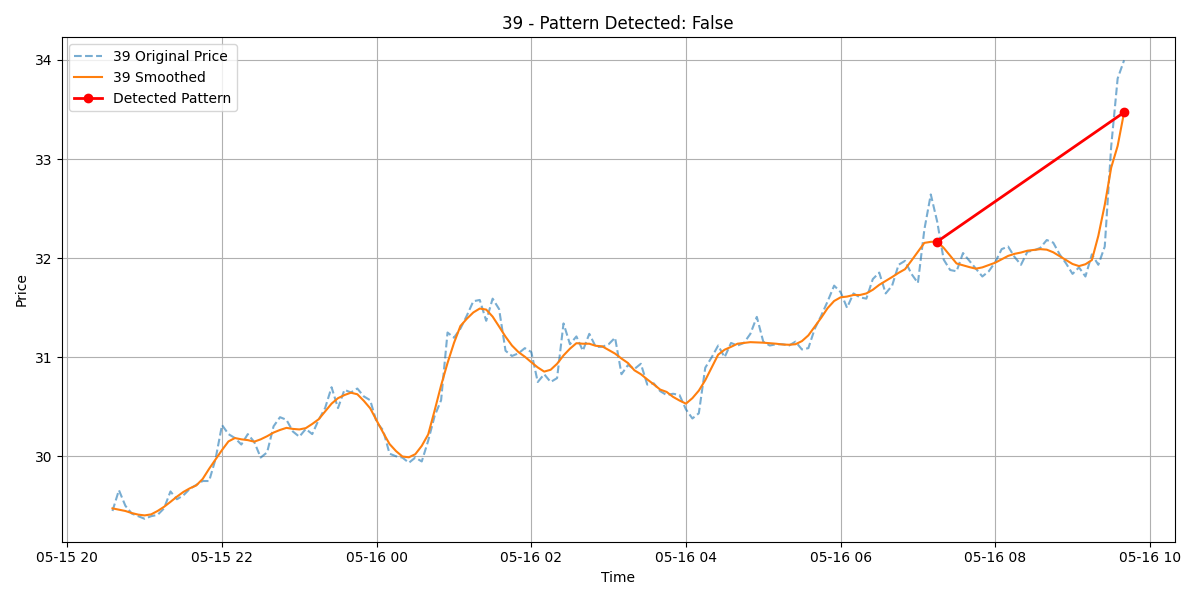 39 - Pattern Detected: False
39 Original Price
39 Smoothed
Detected Pattern
34
33
32
31
30
Price
05-15 20 05-15 22 05-16 00 05-16 02 05-16 04 05-16 06 05-16 08 05-16 10
Time